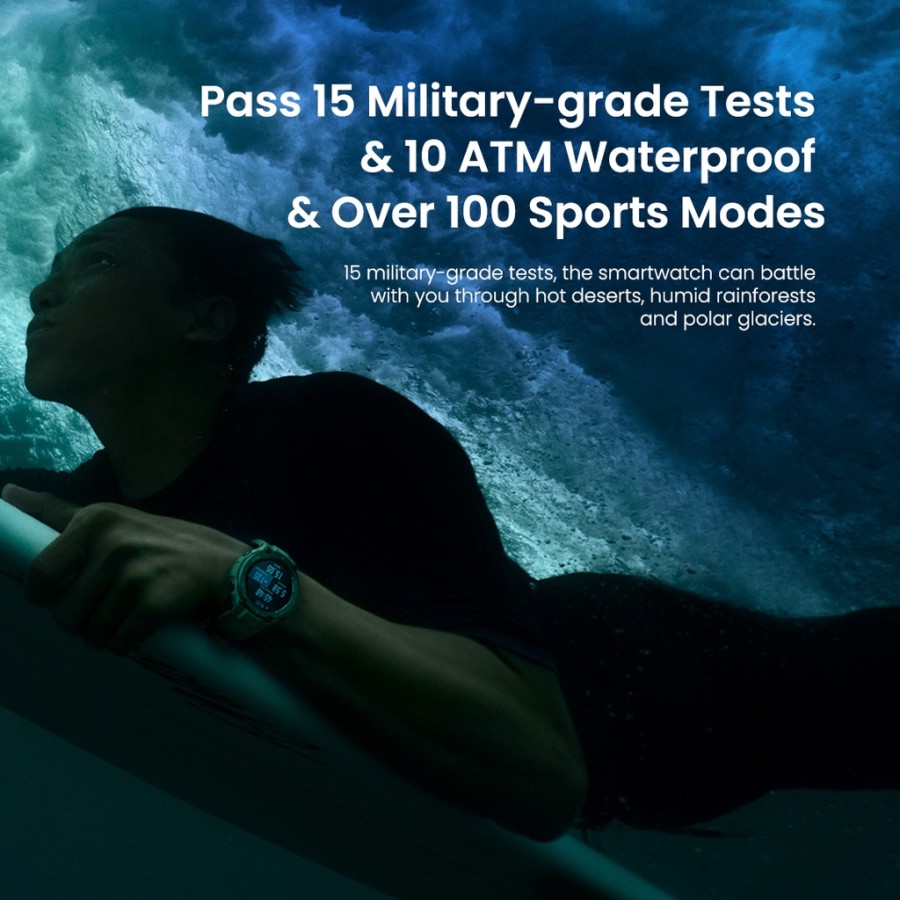 Pass 15 Military-grade Tests
& 10 ATM Waterproof
& Over 100 Sports Modes
15 military-grade tests, the smartwatch can battle
with you through hot deserts, humid rainforests
and polar glaciers.